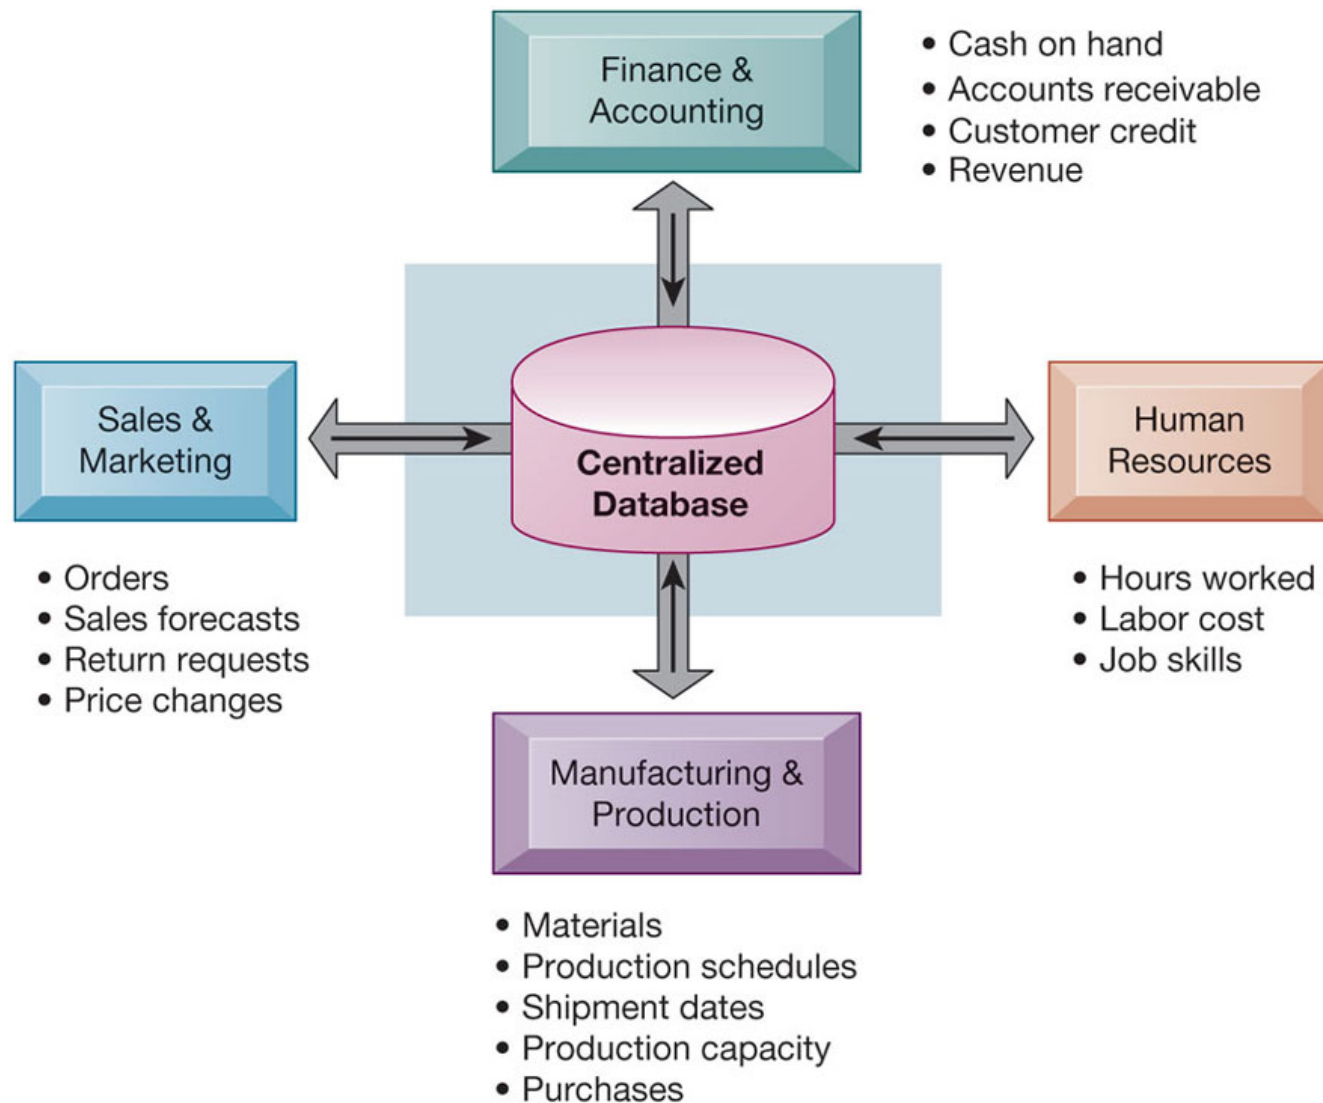 Finance &
Accounting
• Cash on hand
• Accounts receivable
• Customer credit
• Revenue
Sales &
Marketing
• Orders
• Sales forecasts
• Return requests
• Price changes
Centralized
Database
Human
Resources
• Hours worked
• Labor cost
• Job skills
Manufacturing &
Production
• Materials
• Production schedules
• Shipment dates
• Production capacity
• Purchases